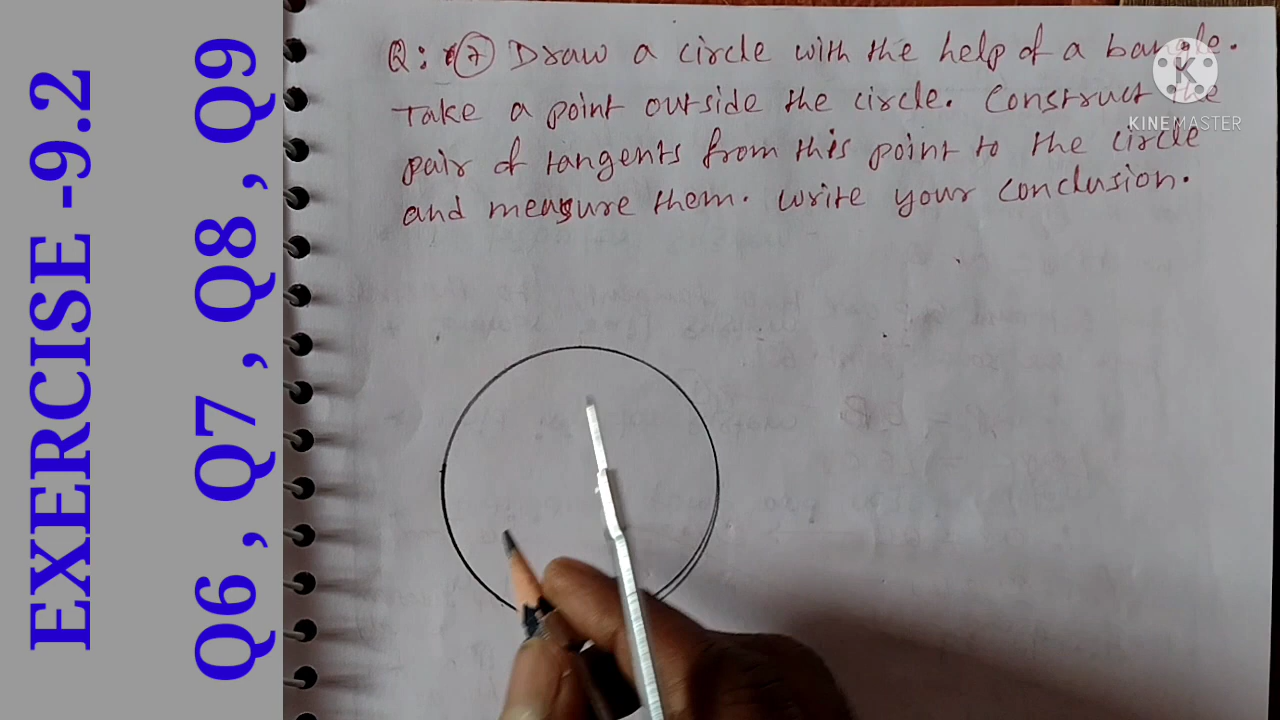 EXERCISE -9.2
Q6 , Q7 , Q8 , Q9
Q: 7 Draw a circle with the help of a bangle.
Take a point outside the circle. Construct the
pair of tangents from this point to the circle
and measure them. Write your conclusion.
K
KINEMASTER